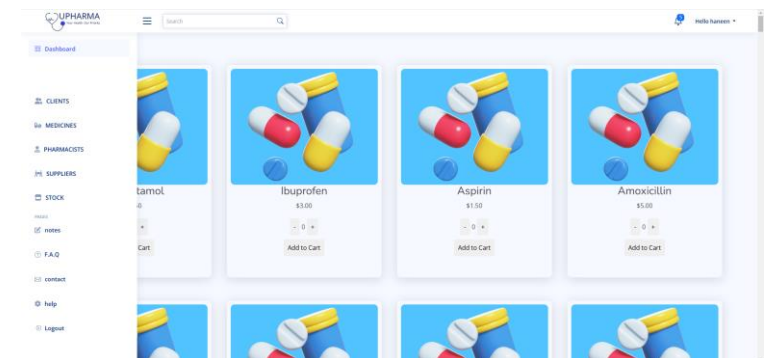 UPHARMA
Search
Hello haneen
Dashboard
CLIENTS
MEDICINES
PHARMACISTS
SUPPLIERS
STOCK
PAGES
notes
F.A.Q
contact
help
Logout
tamol
+
Cart
Ibuprofen
$3.00
- 0 +
Add to Cart
Aspirin
$1.50
- 0 +
Add to Cart
Amoxicillin
$5.00
- 0 +
Add to Cart